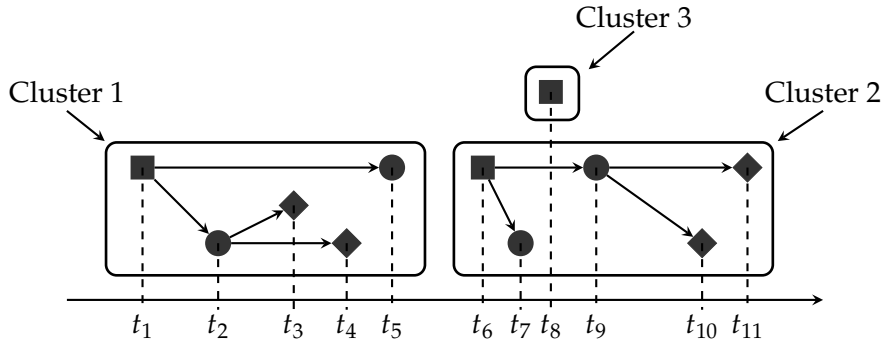 Cluster 3
Cluster 1
Cluster 2
t₁ t₂ t₃ t₄ t₅ t₆ t₇ t₈ t₉ t₁₀ t₁₁